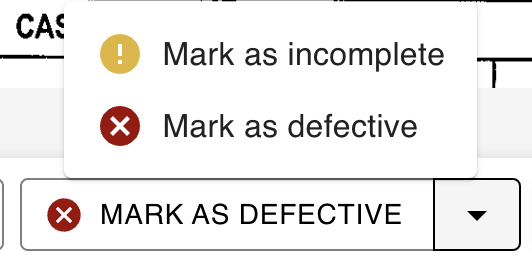 CAS
Mark as incomplete
Mark as defective
MARK AS DEFECTIVE